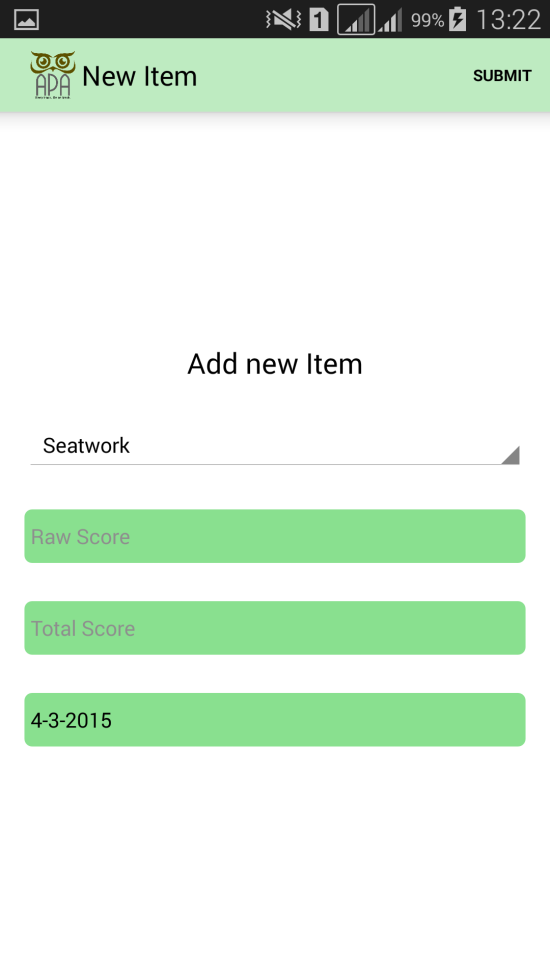 1 99% 13:22
APA New Item SUBMIT
Add new Item
Seatwork
Raw Score
Total Score
4-3-2015